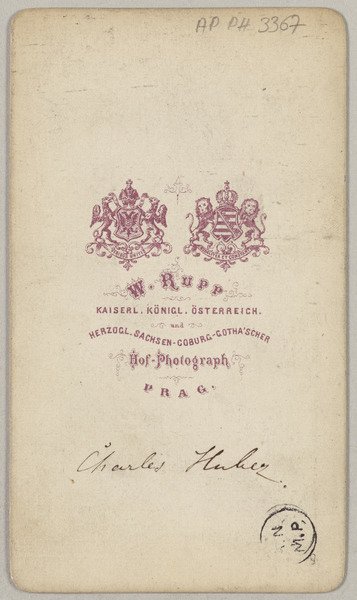 AP PH 3367
W. RUPP
KAISERL. KÖNIGL. ÖSTERREICH.
und
HERZOGL. SACHSEN-COBURG-GOTHA'SCHER
Hof-Photograph
PRAG.
Charles Huber
N.
M.P.